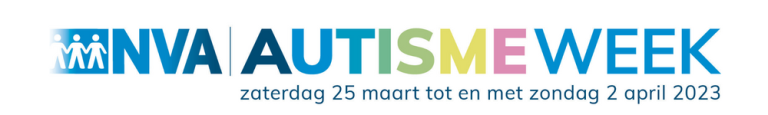 NVA AUTISMEWEEK
zaterdag 25 maart tot en met zondag 2 april 2023